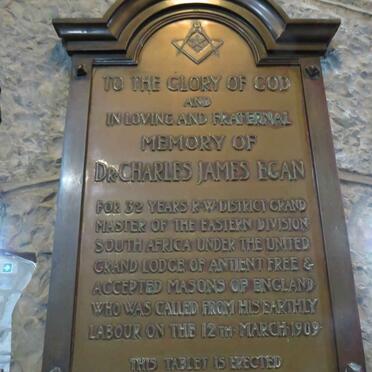 TO THE GLORY OF GOD
AND
IN LOVING AND FRATERNAL
MEMORY OF
DR CHARLES JAMES EGAN
FOR 32 YEARS R·W·DISTRICT GRAND
MASTER OF THE EASTERN DIVISION
SOUTH AFRICA UNDER THE UNITED
GRAND LODGE OF ANTIENT FREE &
ACCEPTED MASONS OF ENGLAND
WHO WAS CALLED FROM HIS EARTHLY
LABOUR ON THE 12TH MARCH 1909·
THIS TABLET IS ERECTED